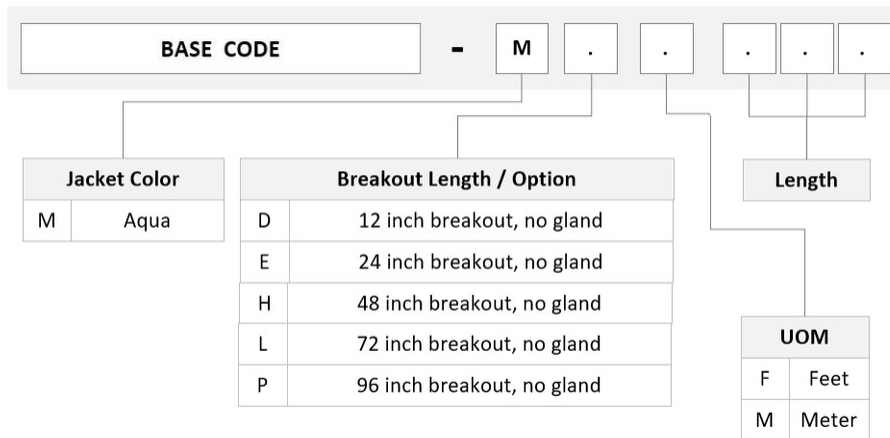 BASE CODE - M . . . . .
Jacket Color
M Aqua
Breakout Length / Option
D 12 inch breakout, no gland
E 24 inch breakout, no gland
H 48 inch breakout, no gland
L 72 inch breakout, no gland
P 96 inch breakout, no gland
Length
UOM
F Feet
M Meter